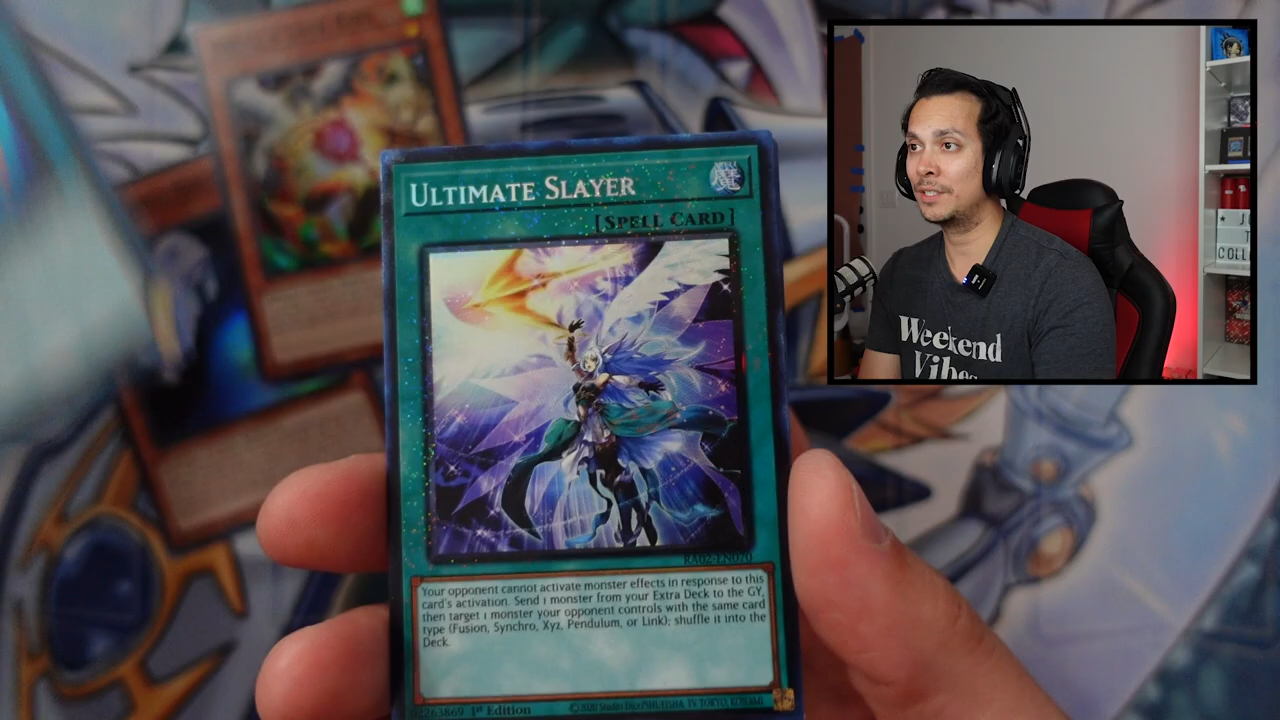 ULTIMATE SLAYER
魔
[SPELL CARD]
RA02-EN070
Your opponent cannot activate monster effects in response to this
card's activation. Send 1 monster from your Extra Deck to the GY,
then target 1 monster your opponent controls with the same card
type (Fusion, Synchro, Xyz, Pendulum, or Link); shuffle it into the
Deck.
1st Edition
Weekend
Vibes
COLL